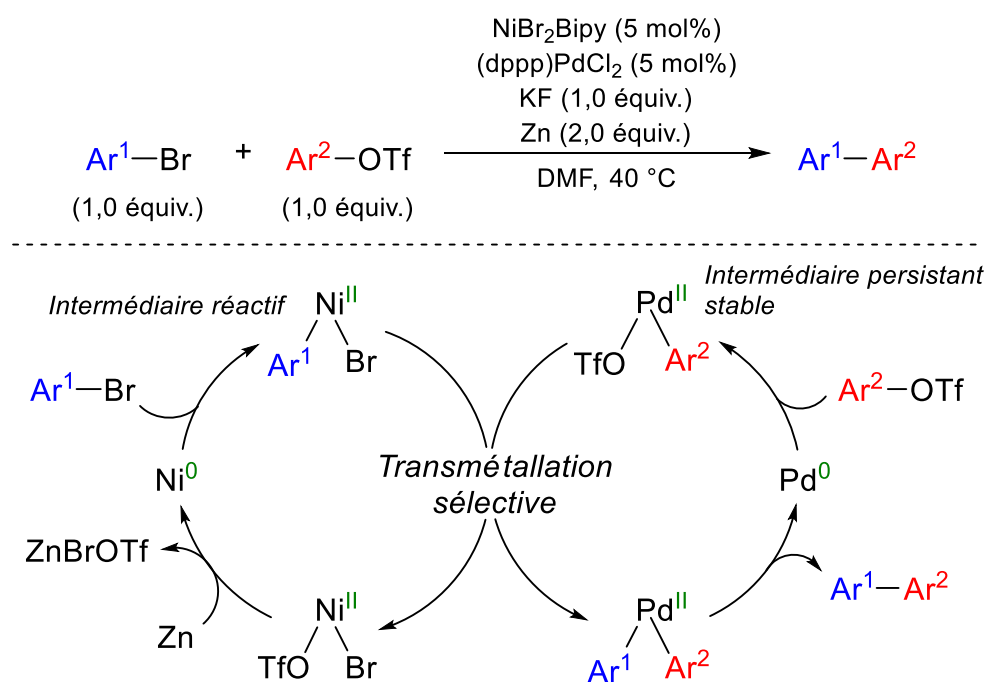 NiBr2Bipy (5 mol%)
(dppp)PdCl2 (5 mol%)
KF (1,0 équiv.)
Zn (2,0 équiv.)
Ar1—Br + Ar2—OTf Ar1—Ar2
DMF, 40 °C
(1,0 équiv.) (1,0 équiv.)
Intermédiaire réactif
Intermédiaire persistant
stable
NiII
Ar1 Br
PdII
TfO Ar2
Ar1—Br
Ar2—OTf
Transmétallation
sélective
Ni0
Pd0
ZnBrOTf
Zn
NiII
TfO Br
PdII
Ar1 Ar2
Ar1—Ar2